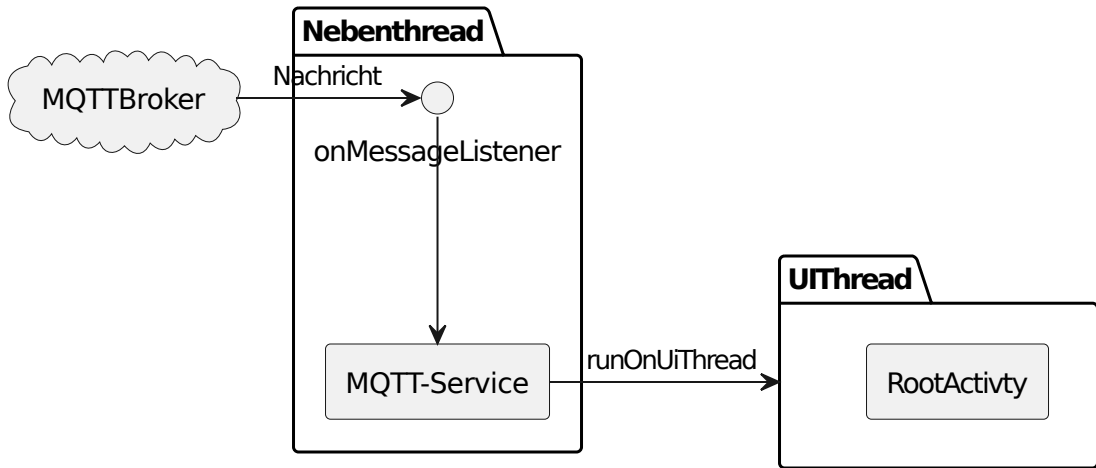 Nebenthread
MQTTBroker
Nachricht
onMessageListener
UIThread
MQTT-Service
runOnUiThread
RootActivty